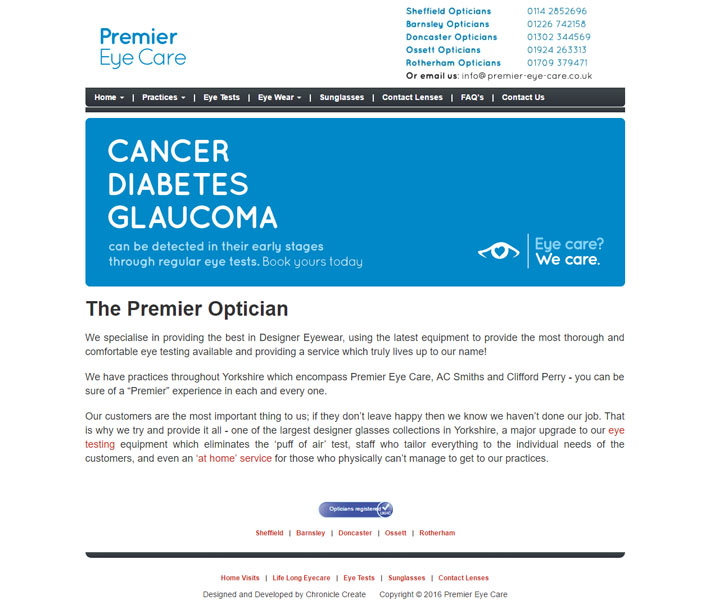 Premier
Eye Care
Sheffield Opticians 0114 2852696
Barnsley Opticians 01226 742158
Doncaster Opticians 01302 344569
Ossett Opticians 01924 263313
Rotherham Opticians 01709 379471
Or email us: info@premier-eye-care.co.uk
Home | Practices | Eye Tests | Eye Wear | Sunglasses | Contact Lenses | FAQ's | Contact Us
CANCER
DIABETES
GLAUCOMA
can be detected in their early stages
through regular eye tests. Book yours today
Eye care?
We care.
The Premier Optician
We specialise in providing the best in Designer Eyewear, using the latest equipment to provide the most thorough and
comfortable eye testing available and providing a service which truly lives up to our name!
We have practices throughout Yorkshire which encompass Premier Eye Care, AC Smiths and Clifford Perry - you can be
sure of a “Premier” experience in each and every one.
Our customers are the most important thing to us; if they don’t leave happy then we know we haven’t done our job. That
is why we try and provide it all - one of the largest designer glasses collections in Yorkshire, a major upgrade to our eye
testing equipment which eliminates the ‘puff of air’ test, staff who tailor everything to the individual needs of the
customers, and even an ‘at home’ service for those who physically can’t manage to get to our practices.
Opticians registered
Sheffield | Barnsley | Doncaster | Ossett | Rotherham
Home Visits | Life Long Eyecare | Eye Tests | Sunglasses | Contact Lenses
Designed and Developed by Chronicle Create Copyright © 2016 Premier Eye Care